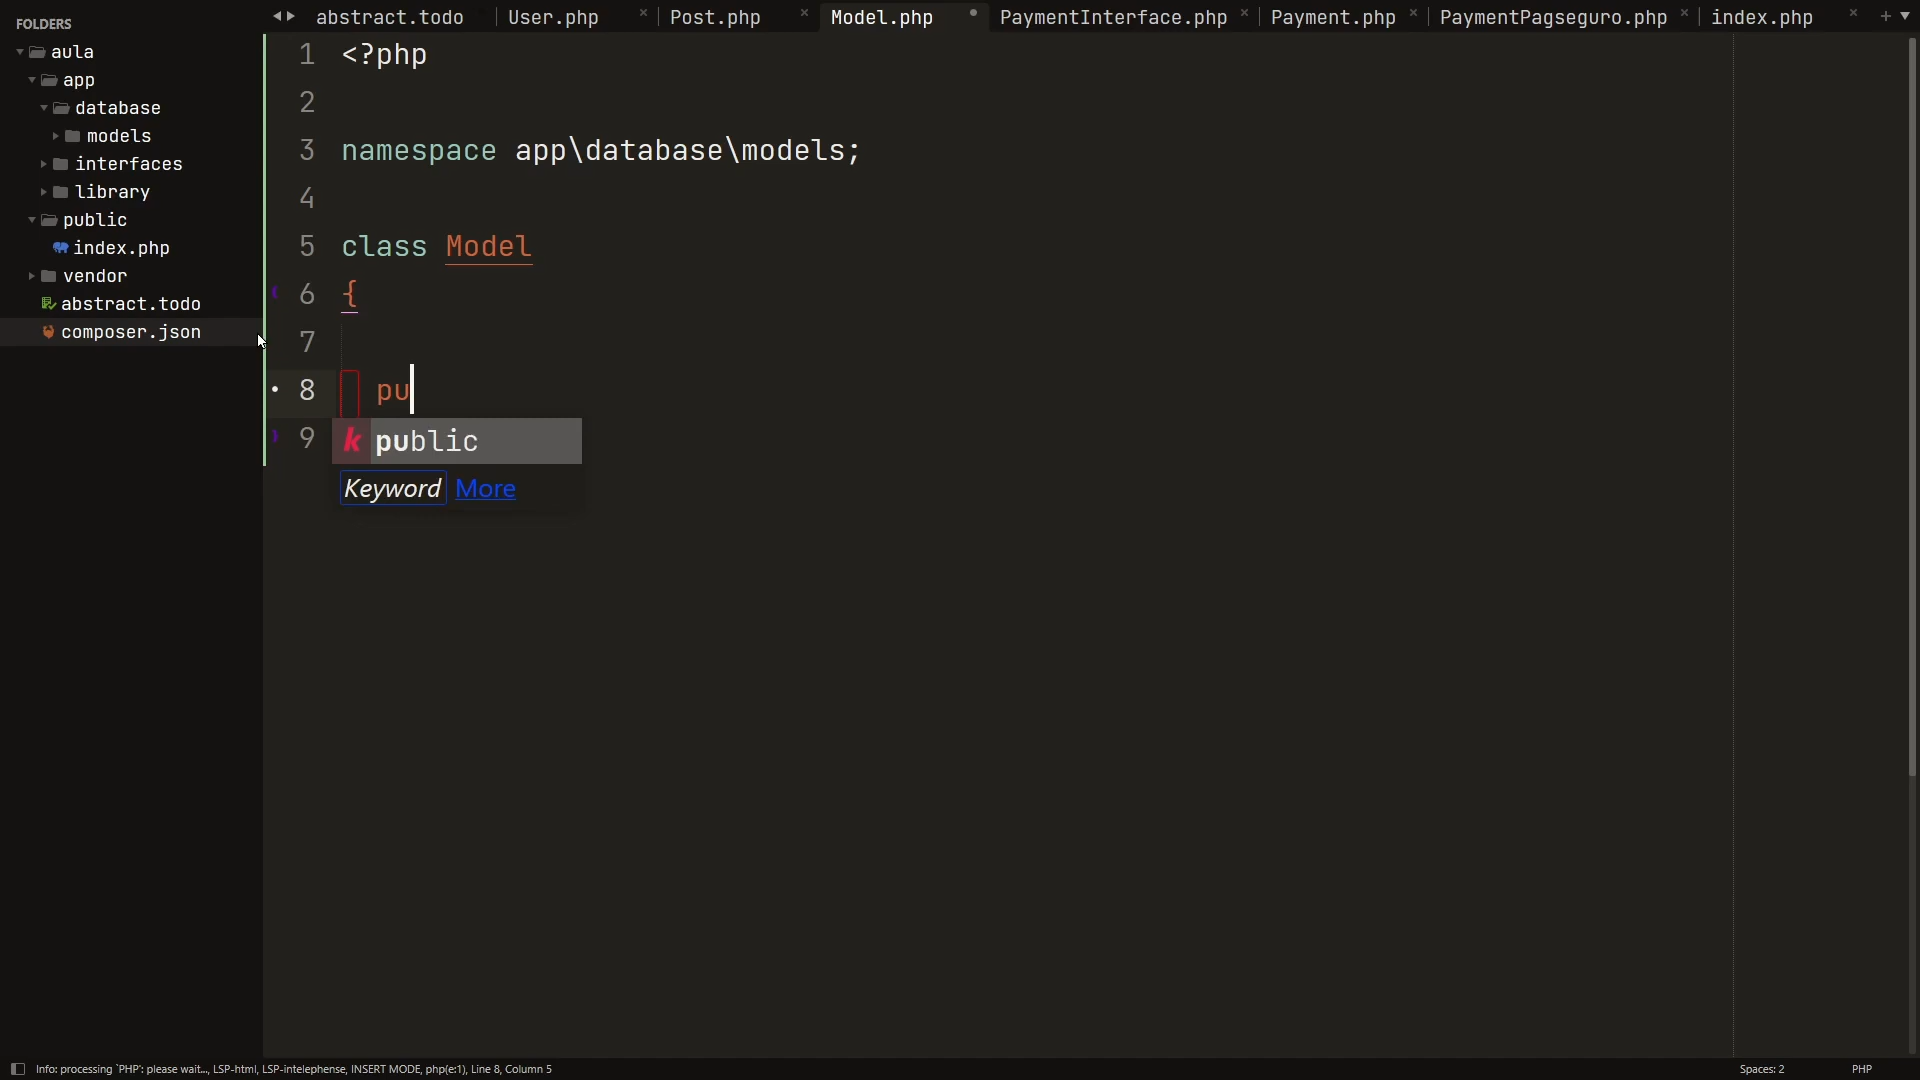 FOLDERS
aula
app
database
models
interfaces
library
public
index.php
vendor
abstract.todo
composer.json
abstract.todo User.php Post.php Model.php PaymentInterface.php Payment.php PaymentPagseguro.php index.php
1 <?php
2
3 namespace app\database\models;
4
5 class Model
6 {
7
8 pu
9
k public
Keyword More
Info: processing `PHP': please wait..., LSP-html, LSP-intelephense, INSERT MODE, php(e:1), Line 8, Column 5
Spaces: 2 PHP